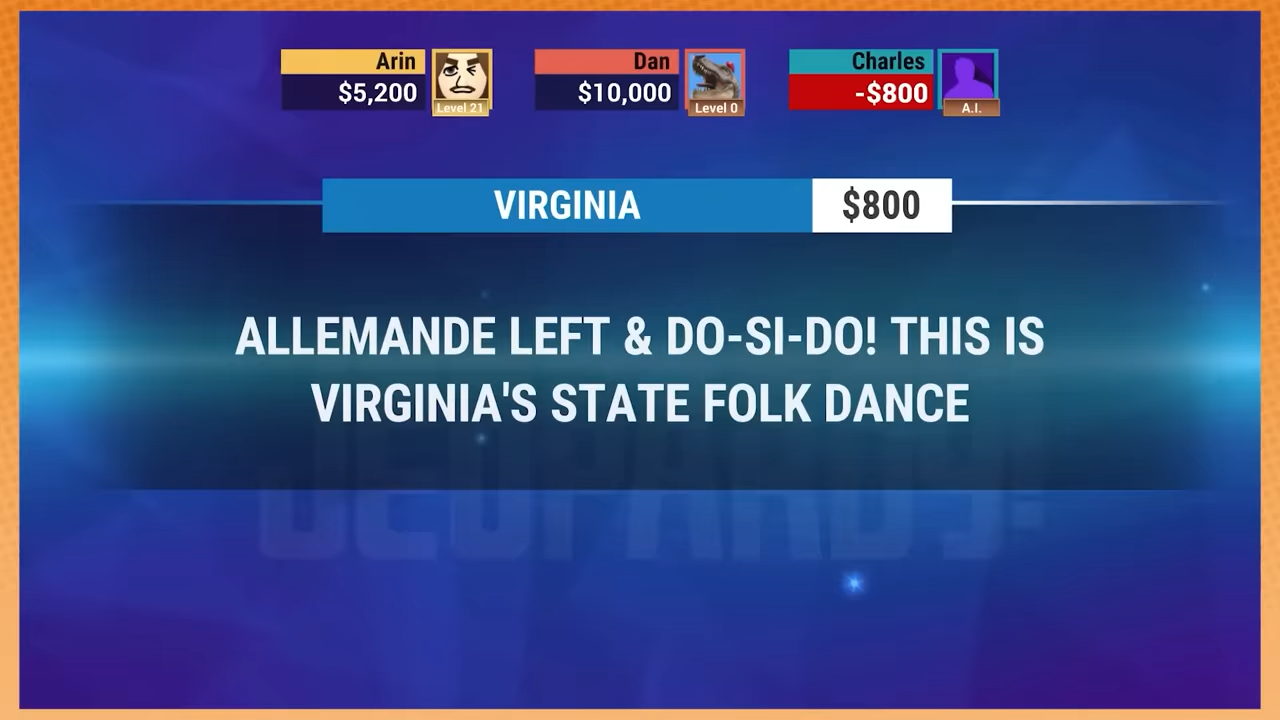 Arin
$5,200
Level 21
Dan
$10,000
Level 0
Charles
-$800
A.I.
VIRGINIA $800
ALLEMANDE LEFT & DO-SI-DO! THIS IS
VIRGINIA'S STATE FOLK DANCE
JEOPARDY!